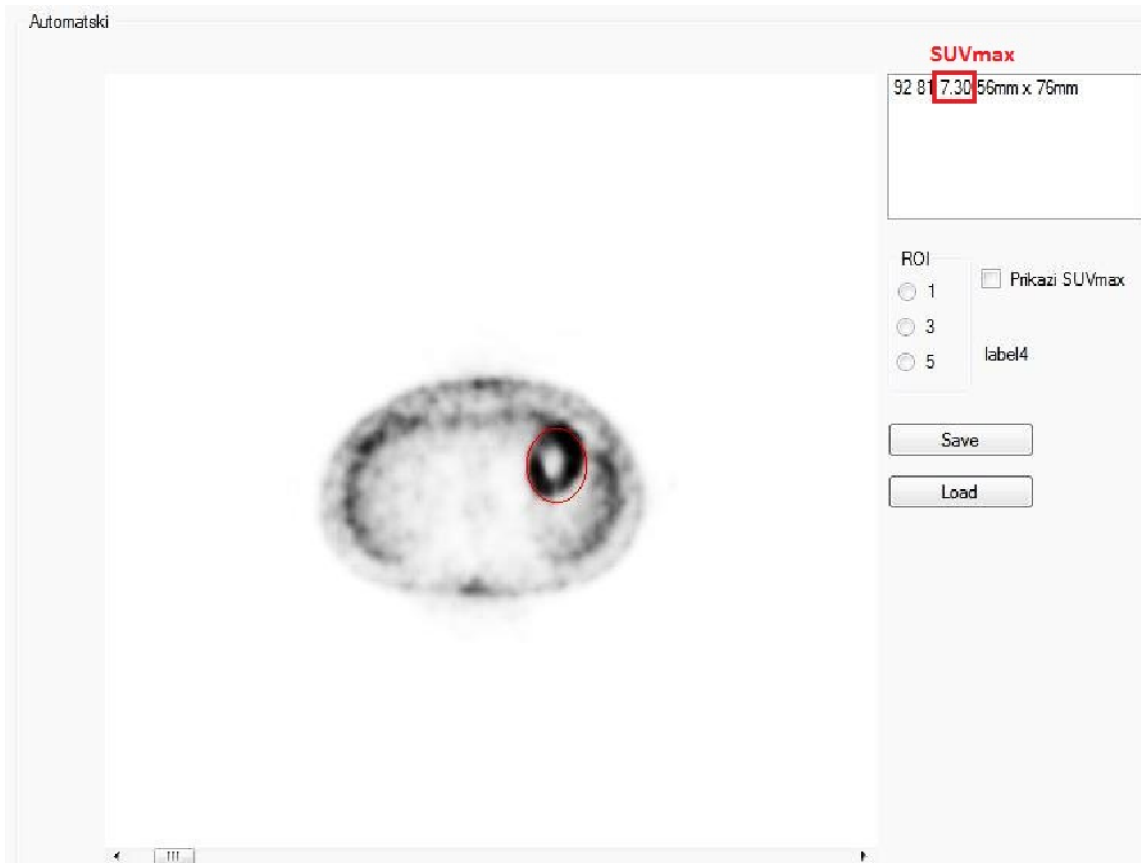 Automatski
SUVmax
92 81 7.30 56mm x 76mm
ROI
1
Prikazi SUVmax
3
label4
5
Save
Load